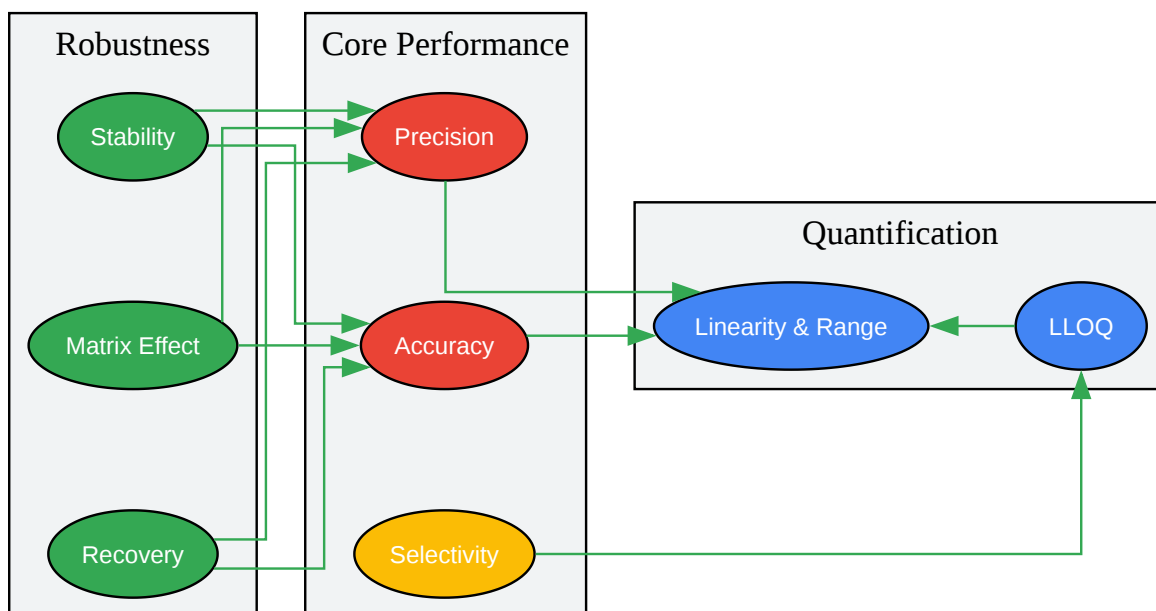 Robustness
Stability
Matrix Effect
Recovery
Core Performance
Precision
Accuracy
Selectivity
Quantification
Linearity & Range
LLOQ